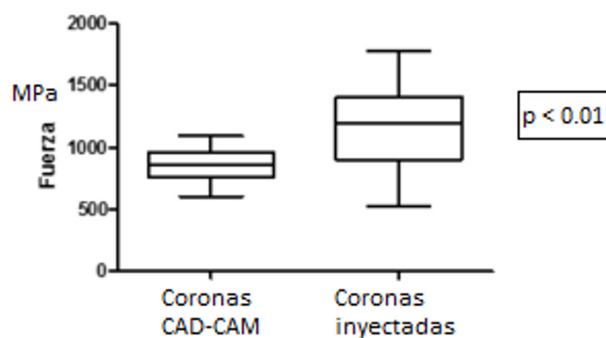 2000
MPa
1500
Fuerza
1000
500
0
p < 0.01
Coronas
CAD-CAM
Coronas
inyectadas